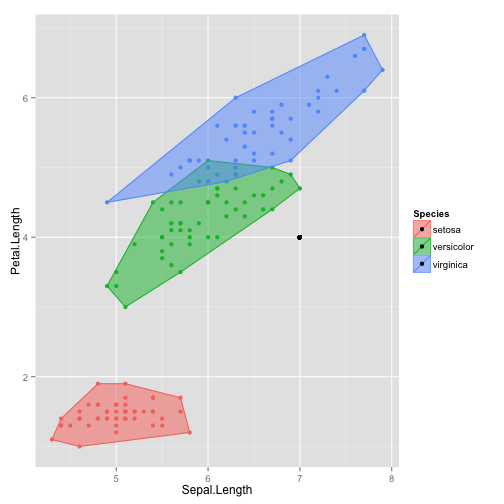 Petal.Length
6
4
2
5
6
7
8
Sepal.Length
Species
setosa
versicolor
virginica